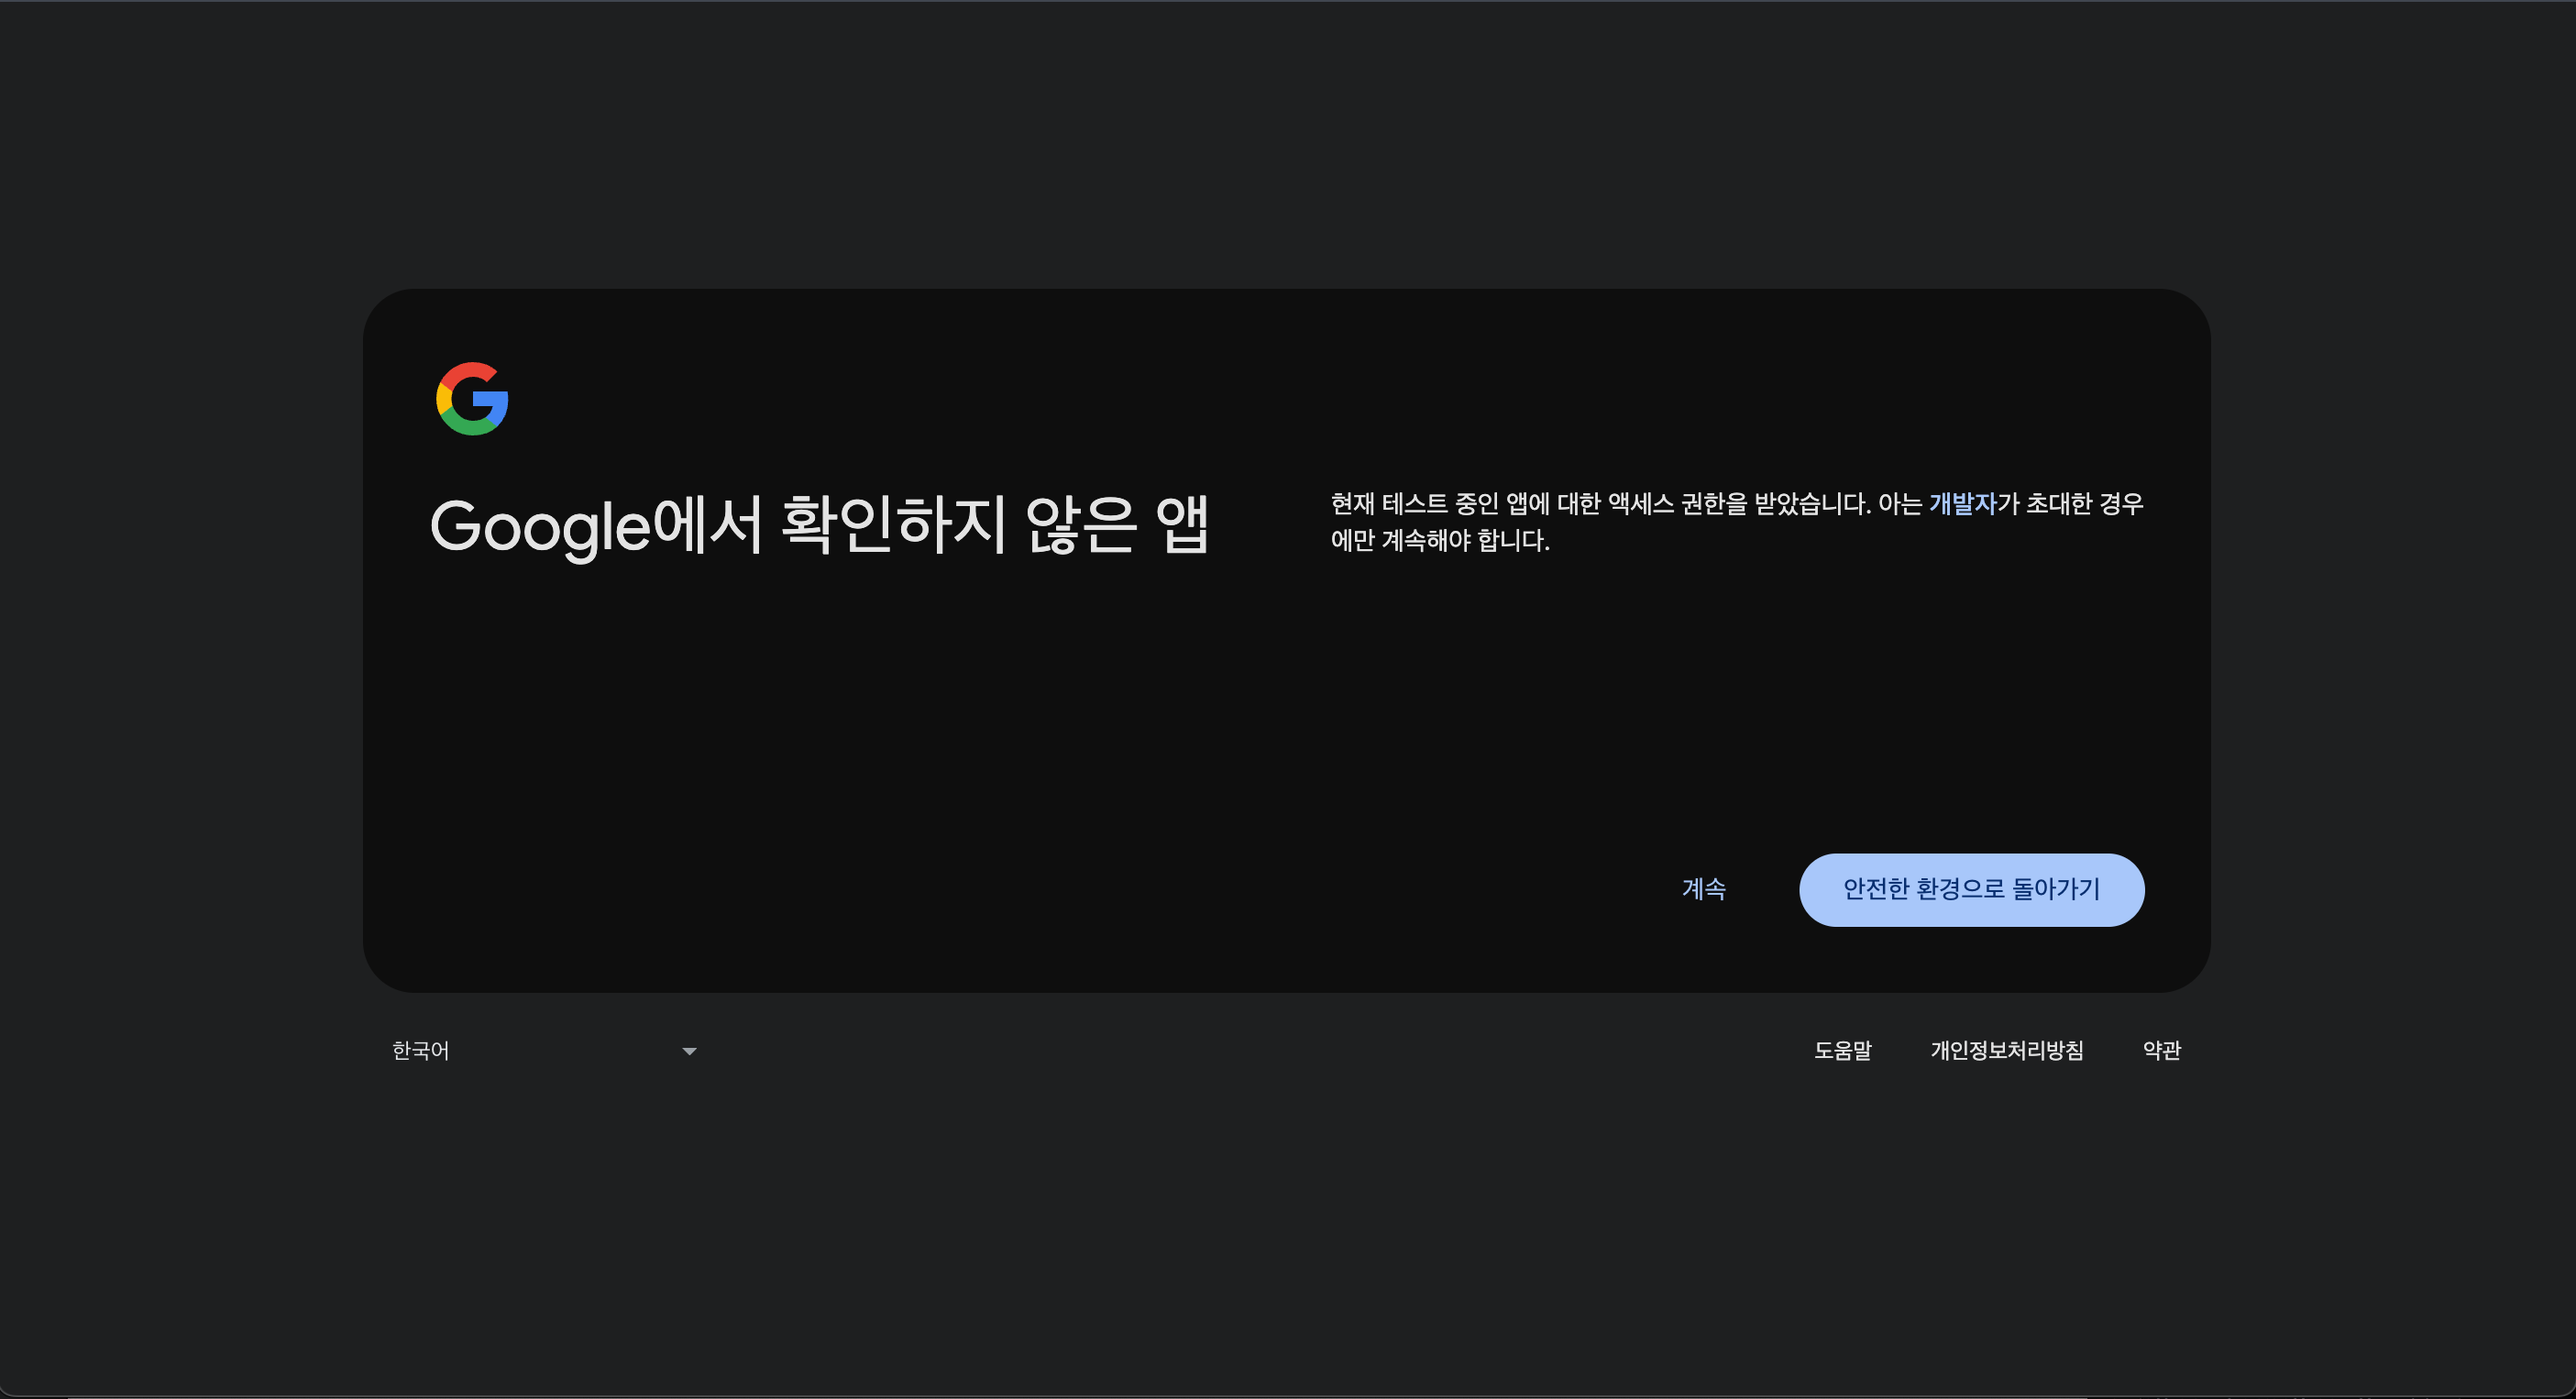 Google에서 확인하지 않은 앱
현재 테스트 중인 앱에 대한 액세스 권한을 받았습니다. 아는 개발자가 초대한 경우
에만 계속해야 합니다.
계속
안전한 환경으로 돌아가기
한국어
도움말
개인정보처리방침
약관